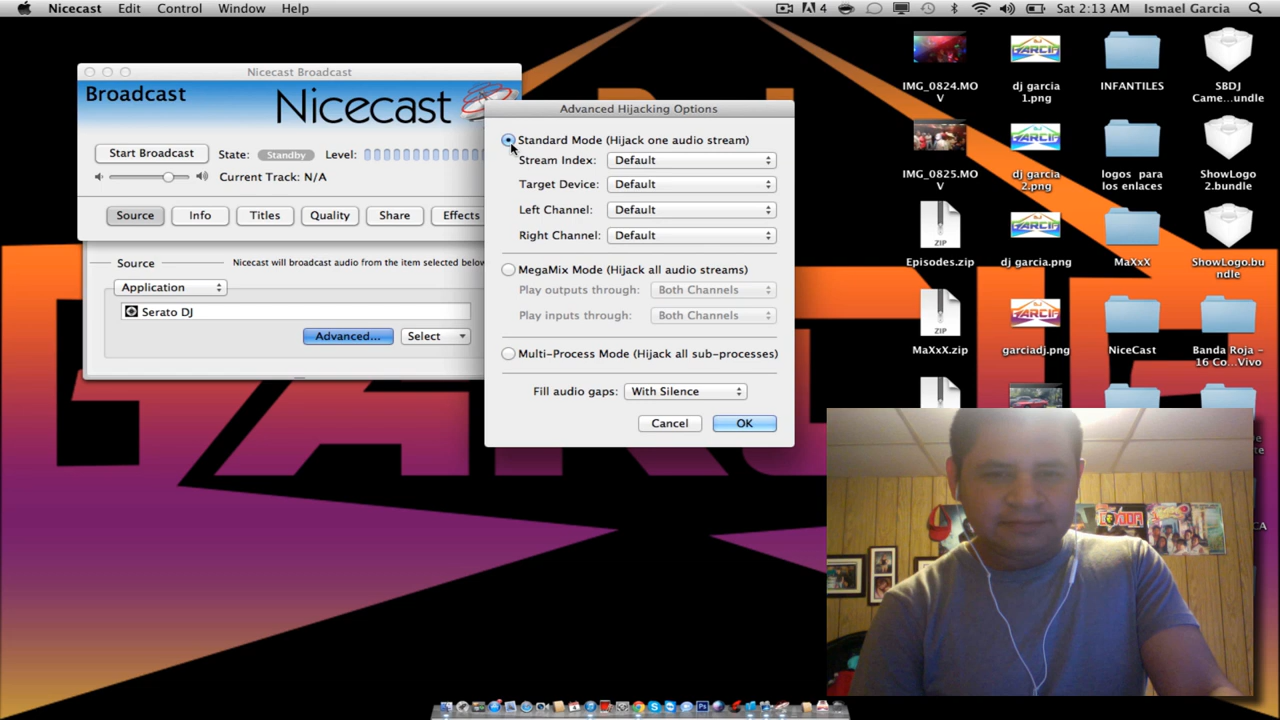 Nicecast Edit Control Window Help
4 Sat 2:13 AM Ismael Garcia
Nicecast Broadcast
Broadcast
Nicecast
Start Broadcast State: Standby Level:
Current Track: N/A
Source Info Titles Quality Share Effects
Source Nicecast will broadcast audio from the item selected below
Application
Serato DJ
Advanced... Select
Advanced Hijacking Options
Standard Mode (Hijack one audio stream)
Stream Index: Default
Target Device: Default
Left Channel: Default
Right Channel: Default
MegaMix Mode (Hijack all audio streams)
Play outputs through: Both Channels
Play inputs through: Both Channels
Multi-Process Mode (Hijack all sub-processes)
Fill audio gaps: With Silence
Cancel OK
IMG_0824.MO
V
dj garcia
1.png
INFANTILES
SBDJ
Came...undle
IMG_0825.MO
V
dj garcia
2.png
logos para
los enlaces
ShowLogo
2.bundle
ZIP
Episodes.zip
dj garcia.png
MaXxX
ShowLogo.bu
ndle
ZIP
MaXxX.zip
garciadj.png
NiceCast
Banda Roja -
16 Co...Vivo